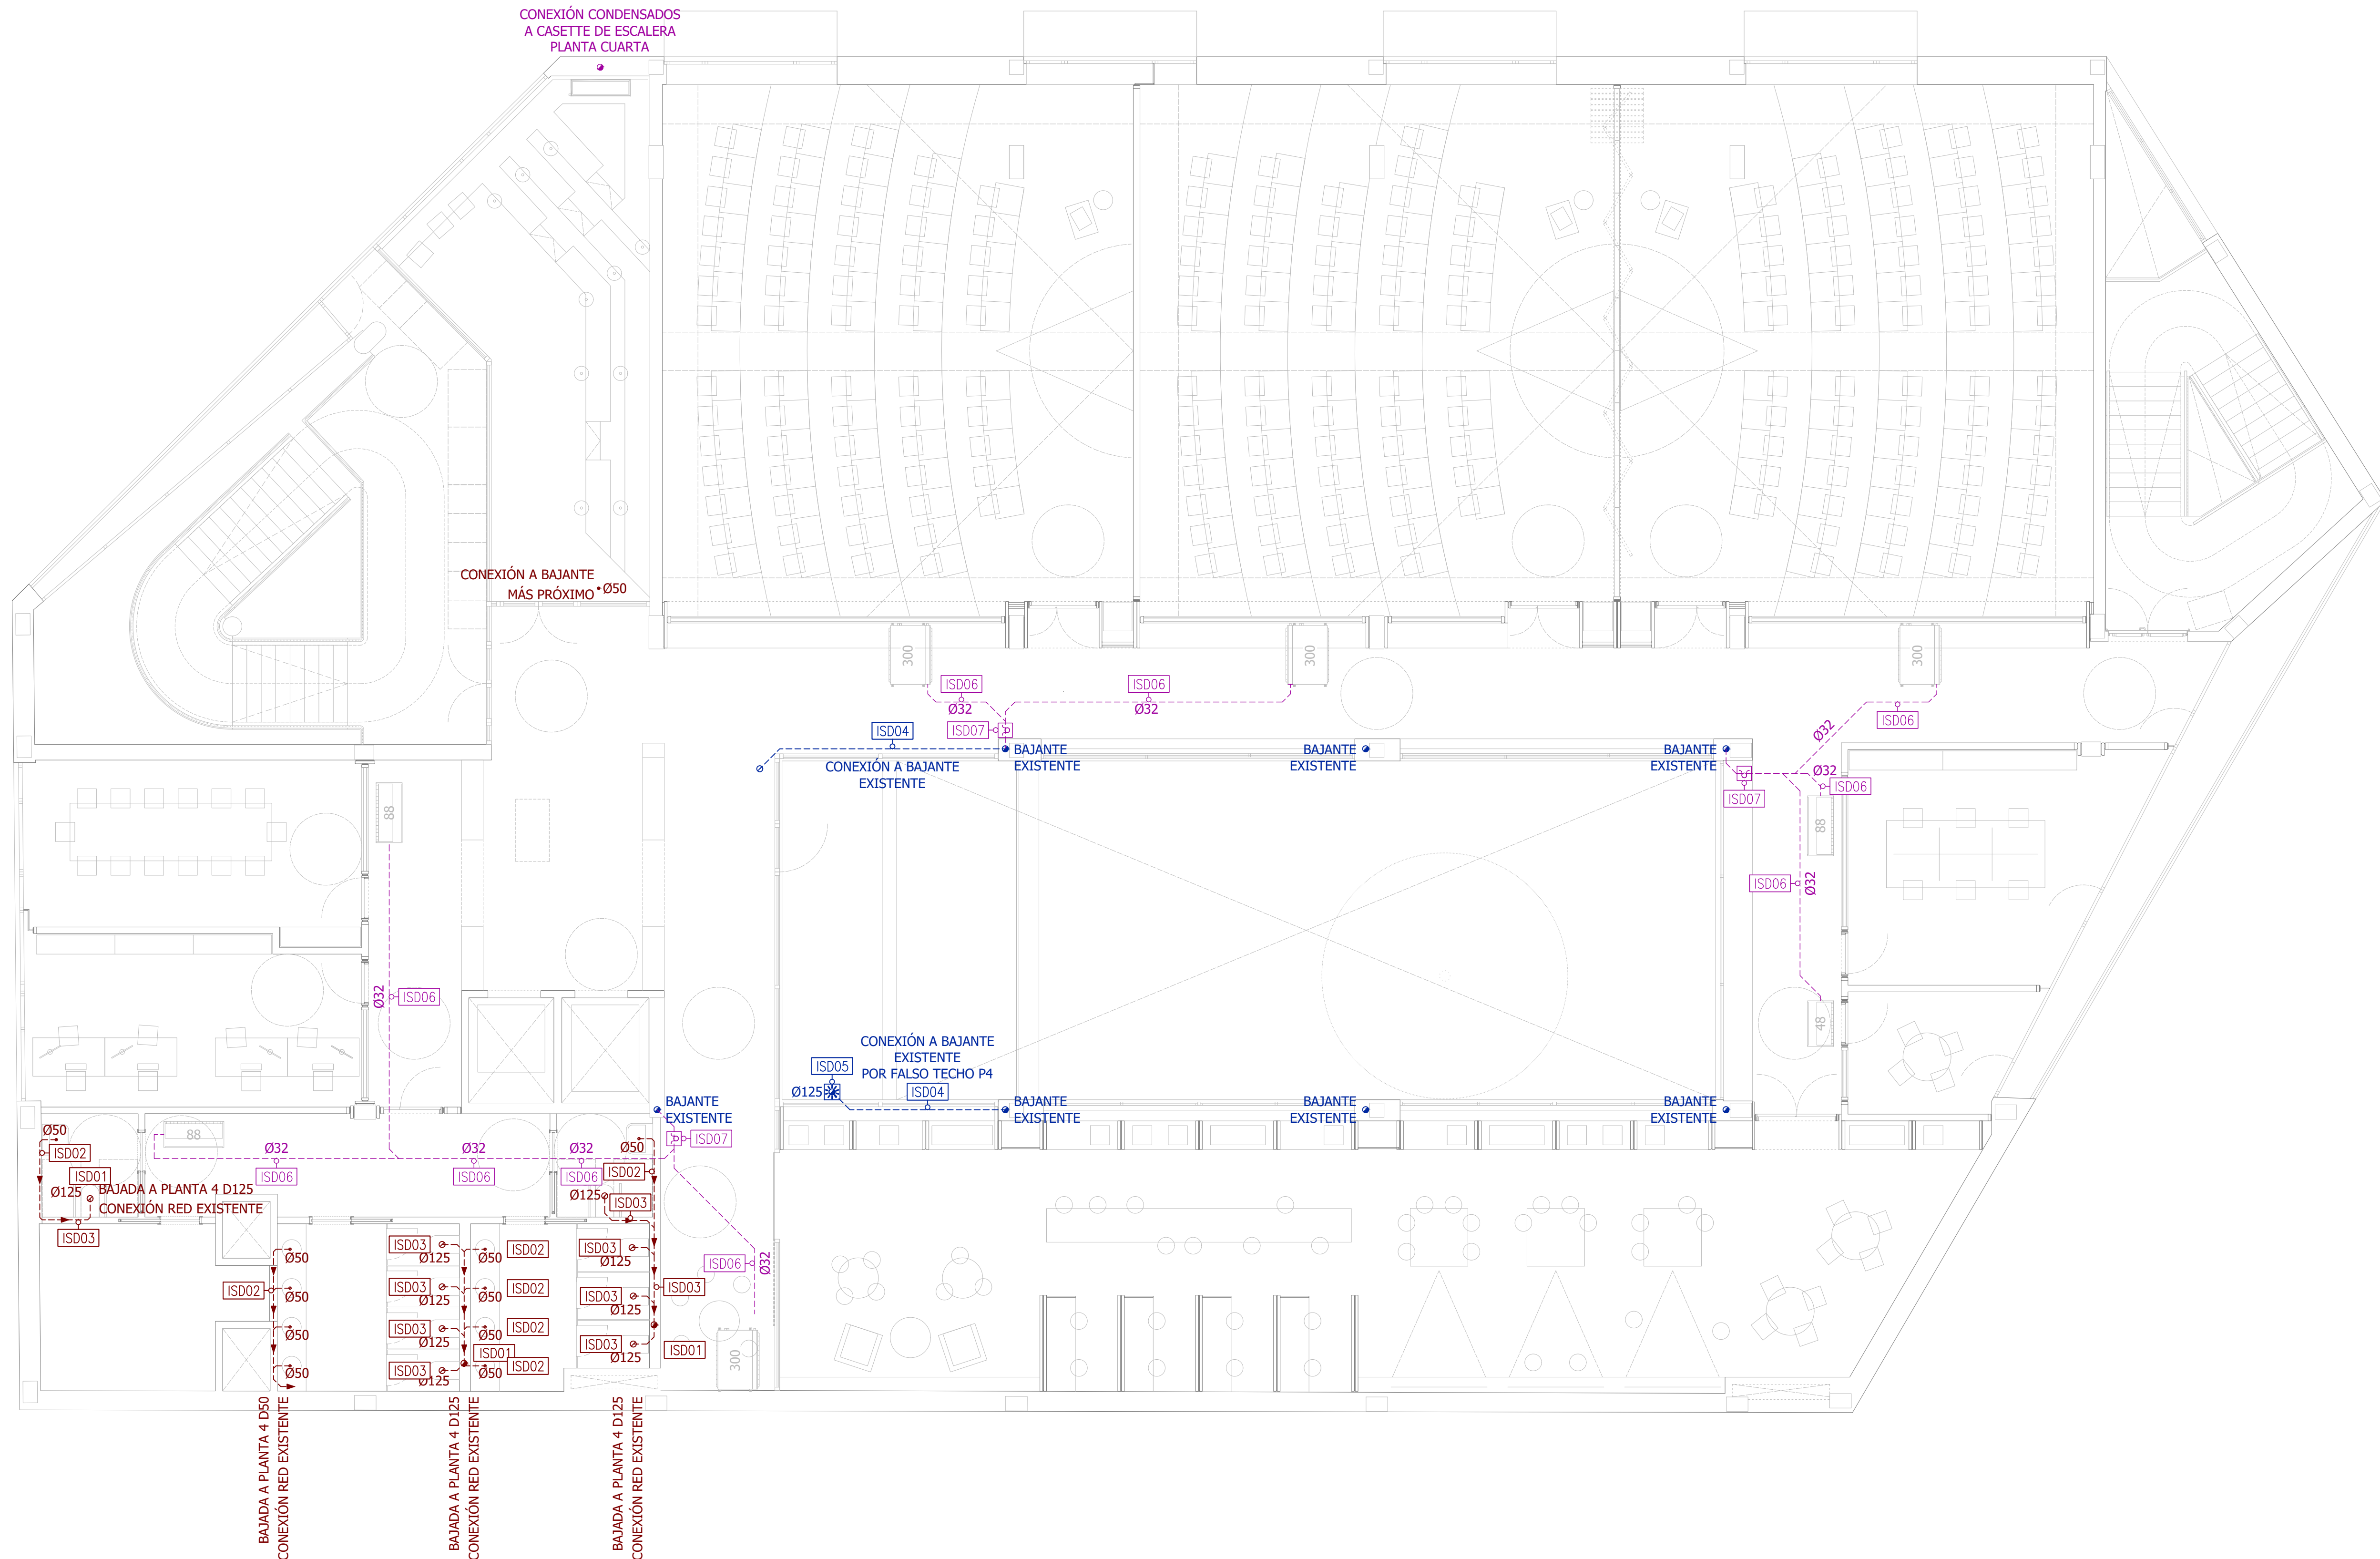 CONEXIÓN CONDENSADOS
A CASETTE DE ESCALERA
PLANTA CUARTA
CONEXIÓN A BAJANTE
MÁS PRÓXIMO
Ø50
300
300
300
ISD06
Ø32
ISD06
Ø32
ISD07
ISD06
Ø32
ISD04
CONEXIÓN A BAJANTE
EXISTENTE
BAJANTE
EXISTENTE
BAJANTE
EXISTENTE
BAJANTE
EXISTENTE
Ø32
ISD06
ISD07
88
88
ISD06
Ø32
Ø32
ISD06
48
CONEXIÓN A BAJANTE
EXISTENTE
POR FALSO TECHO P4
ISD05
Ø125
ISD04
BAJANTE
EXISTENTE
BAJANTE
EXISTENTE
BAJANTE
EXISTENTE
BAJANTE
EXISTENTE
Ø50
ISD02
88
Ø32
ISD06
Ø32
ISD06
Ø32
ISD06
Ø50
ISD07
ISD01
Ø125
BAJADA A PLANTA 4 D125
CONEXIÓN RED EXISTENTE
ISD03
ISD02
Ø125
ISD03
ISD03
Ø125
Ø50
Ø50
ISD02
ISD03
Ø125
ISD06
Ø32
ISD02
Ø50
ISD03
Ø125
Ø50
ISD02
ISD03
Ø125
ISD03
Ø50
ISD03
Ø125
Ø50
ISD02
ISD03
Ø125
ISD01
ISD01
Ø50
ISD03
Ø125
Ø50
ISD02
300
BAJADA A PLANTA 4 D50
CONEXIÓN RED EXISTENTE
BAJADA A PLANTA 4 D125
CONEXIÓN RED EXISTENTE
BAJADA A PLANTA 4 D125
CONEXIÓN RED EXISTENTE